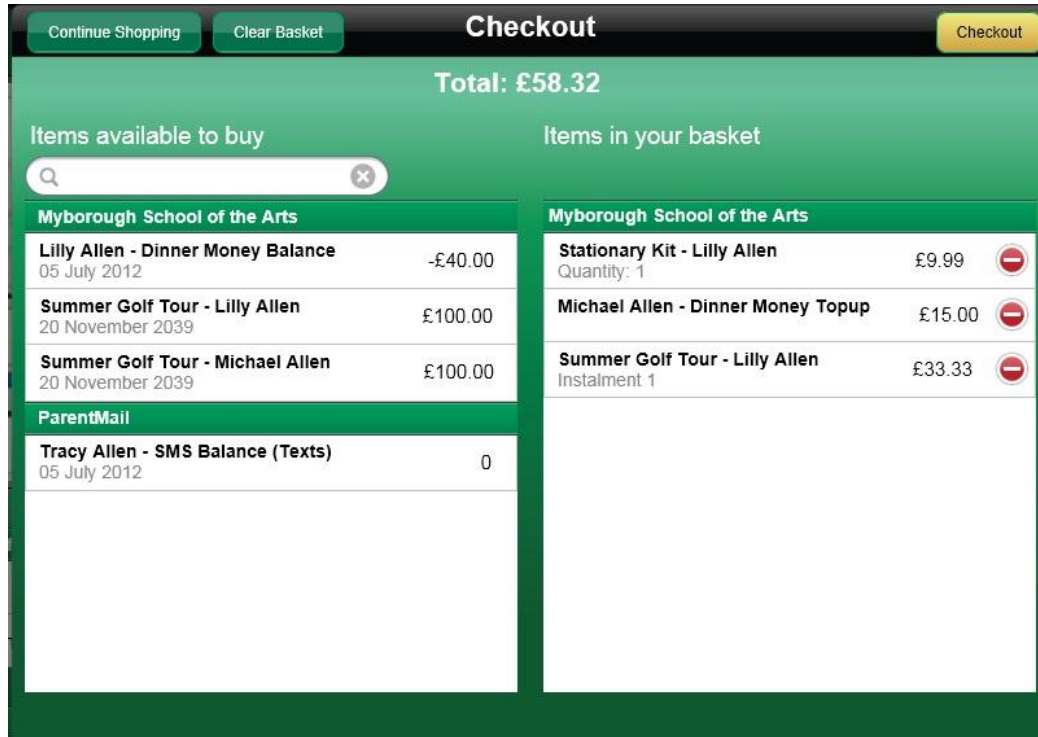 Continue Shopping
Clear Basket
Checkout
Checkout
Total: £58.32
Items available to buy
Myborough School of the Arts
Lilly Allen - Dinner Money Balance
05 July 2012
-£40.00
Summer Golf Tour - Lilly Allen
20 November 2039
£100.00
Summer Golf Tour - Michael Allen
20 November 2039
£100.00
ParentMail
Tracy Allen - SMS Balance (Texts)
05 July 2012
0
Items in your basket
Myborough School of the Arts
Stationary Kit - Lilly Allen
Quantity: 1
£9.99
Michael Allen - Dinner Money Topup
£15.00
Summer Golf Tour - Lilly Allen
Instalment 1
£33.33